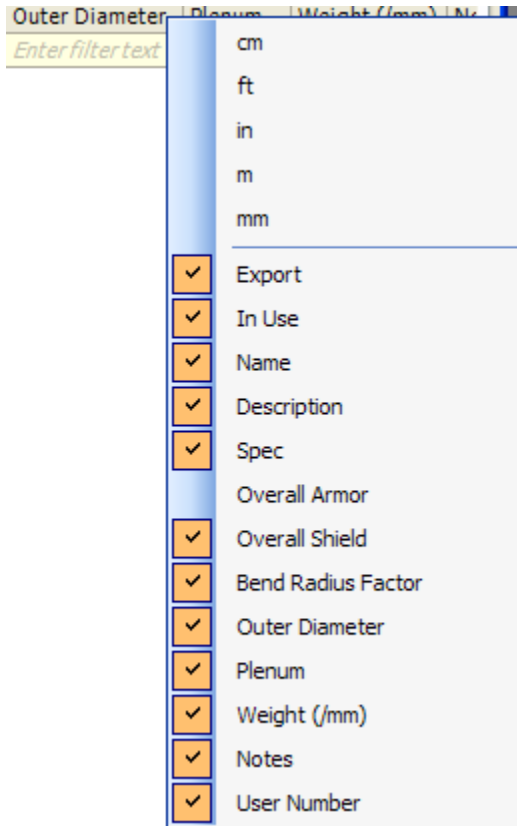 Outer Diameter Plenum Weight (/mm)
Enter filter text
cm
ft
in
m
mm
Export
In Use
Name
Description
Spec
Overall Armor
Overall Shield
Bend Radius Factor
Outer Diameter
Plenum
Weight (/mm)
Notes
User Number